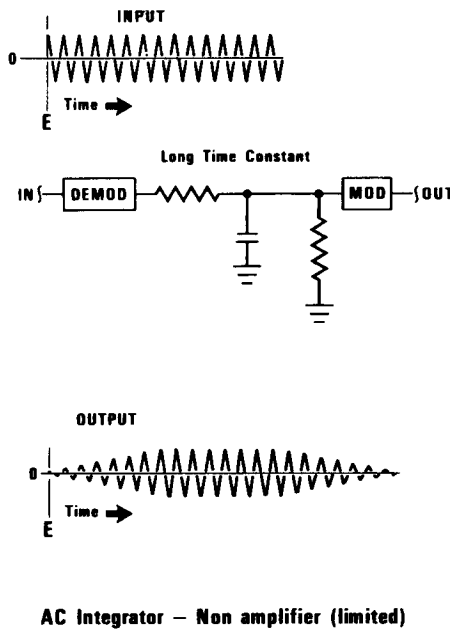 INPUT
0
Time
E
Long Time Constant
IN DEMOD MOD OUT
OUTPUT
0
Time
E
AC Integrator – Non amplifier (limited)